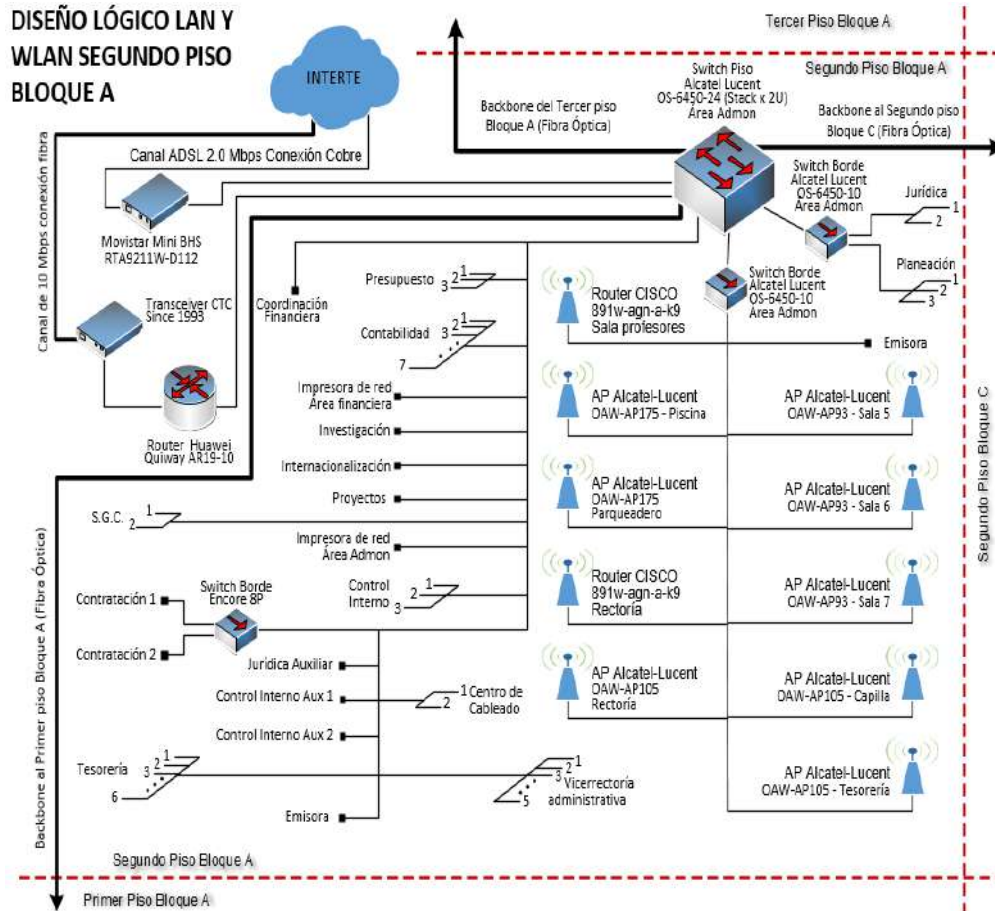 DISEÑO LÓGICO LAN Y
WLAN SEGUNDO PISO
BLOQUE A
INTERTE
Tercer Piso Bloque A
Segundo Piso Bloque A
Switch Piso
Alcatel Lucent
OS-6450-24 (Stack x 2U)
Area Admon
Backbone del Tercer piso
Bloque A (Fibra Óptica)
Backbone al Segundo piso
Bloque C (Fibra Óptica)
Canal ADSL 2.0 Mbps Conexión Cobre
Canal de 10 Mbps conexión fibra
Movistar Mini BHS
RTA9211W-D112
Switch Borde
Alcatel Lucent
OS-6450-10
Area Admon
Jurídica
1
2
Planeación
1
2
3
Switch Borde
Alcatel Lucent
OS-6450-10
Area Admon
Transceiver CTC
Since 1993
Router Huawei
Quiway AR19-10
Coordinación
Financiera
Presupuesto
1
2
3
Contabilidad
1
2
3
7
Impresora de red
Área financiera
Investigación
Internacionalización
Proyectos
S.G.C.
1
2
Impresora de red
Área Admon
Control
Interno
1
2
3
Switch Borde
Encore 8P
Contratación 1
Contratación 2
Jurídica Auxiliar
Control Interno Aux 1
1
2
Centro de
Cableado
Control Interno Aux 2
Tesorería
1
2
3
6
1
2
3
5
Vicerrectoría
administrativa
Emisora
Router CISCO
891w-agn-a-k9
Sala profesores
Emisora
AP Alcatel-Lucent
OAW-AP175 - Piscina
AP Alcatel-Lucent
OAW-AP93 - Sala 5
AP Alcatel-Lucent
OAW-AP175
Parqueadero
AP Alcatel-Lucent
OAW-AP93 - Sala 6
Router CISCO
891w-agn-a-k9
Rectoría
AP Alcatel-Lucent
OAW-AP93 - Sala 7
AP Alcatel-Lucent
OAW-AP105
Rectoría
AP Alcatel-Lucent
OAW-AP105 - Capilla
AP Alcatel-Lucent
OAW-AP105 - Tesorería
Segundo Piso Bloque C
Backbone al Primer piso Bloque A (Fibra Óptica)
Segundo Piso Bloque A
Primer Piso Bloque A